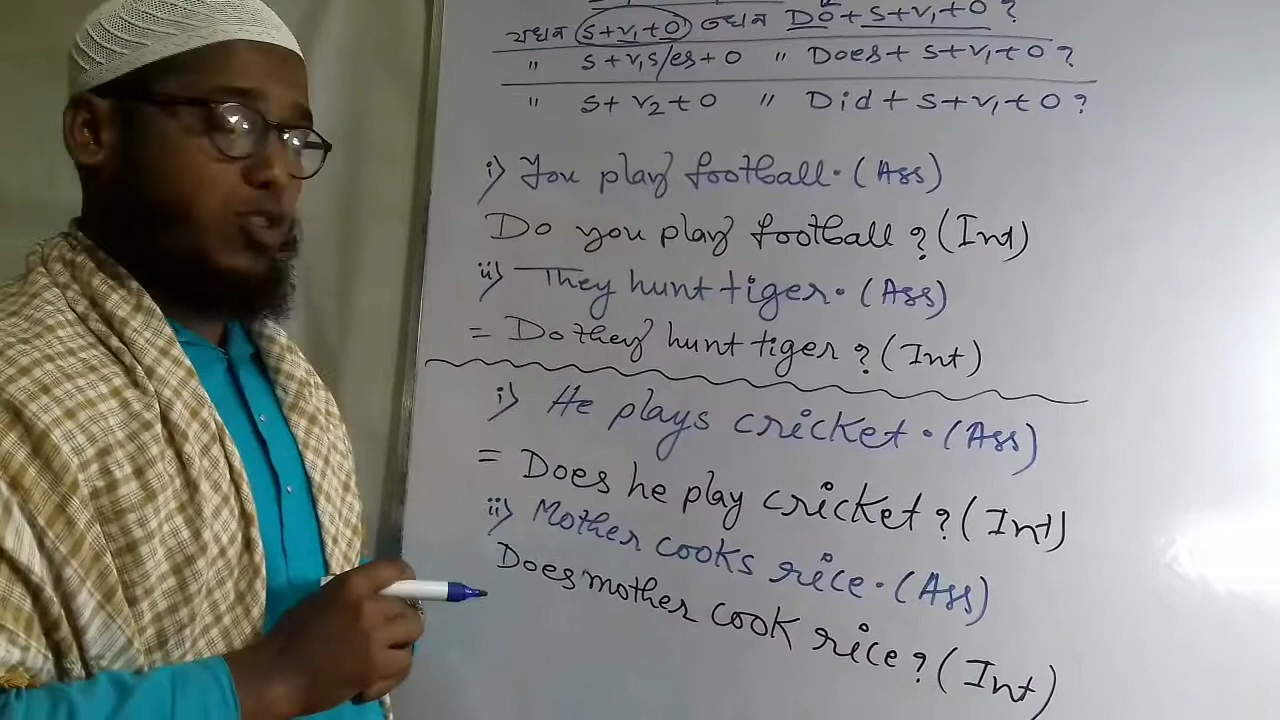 যখন S+V₁+O তখন Do+S+V₁+O?
" S+V₁s/es+O " Does+S+V₁+O?
" S+V₂+O " Did+S+V₁+O?
i) You play football. (Ass)
Do you play football? (Int)
ii) They hunt tiger. (Ass)
= Do they hunt tiger? (Int)
i) He plays cricket. (Ass)
= Does he play cricket? (Int)
ii) Mother cooks rice. (Ass)
Does mother cook rice? (Int)